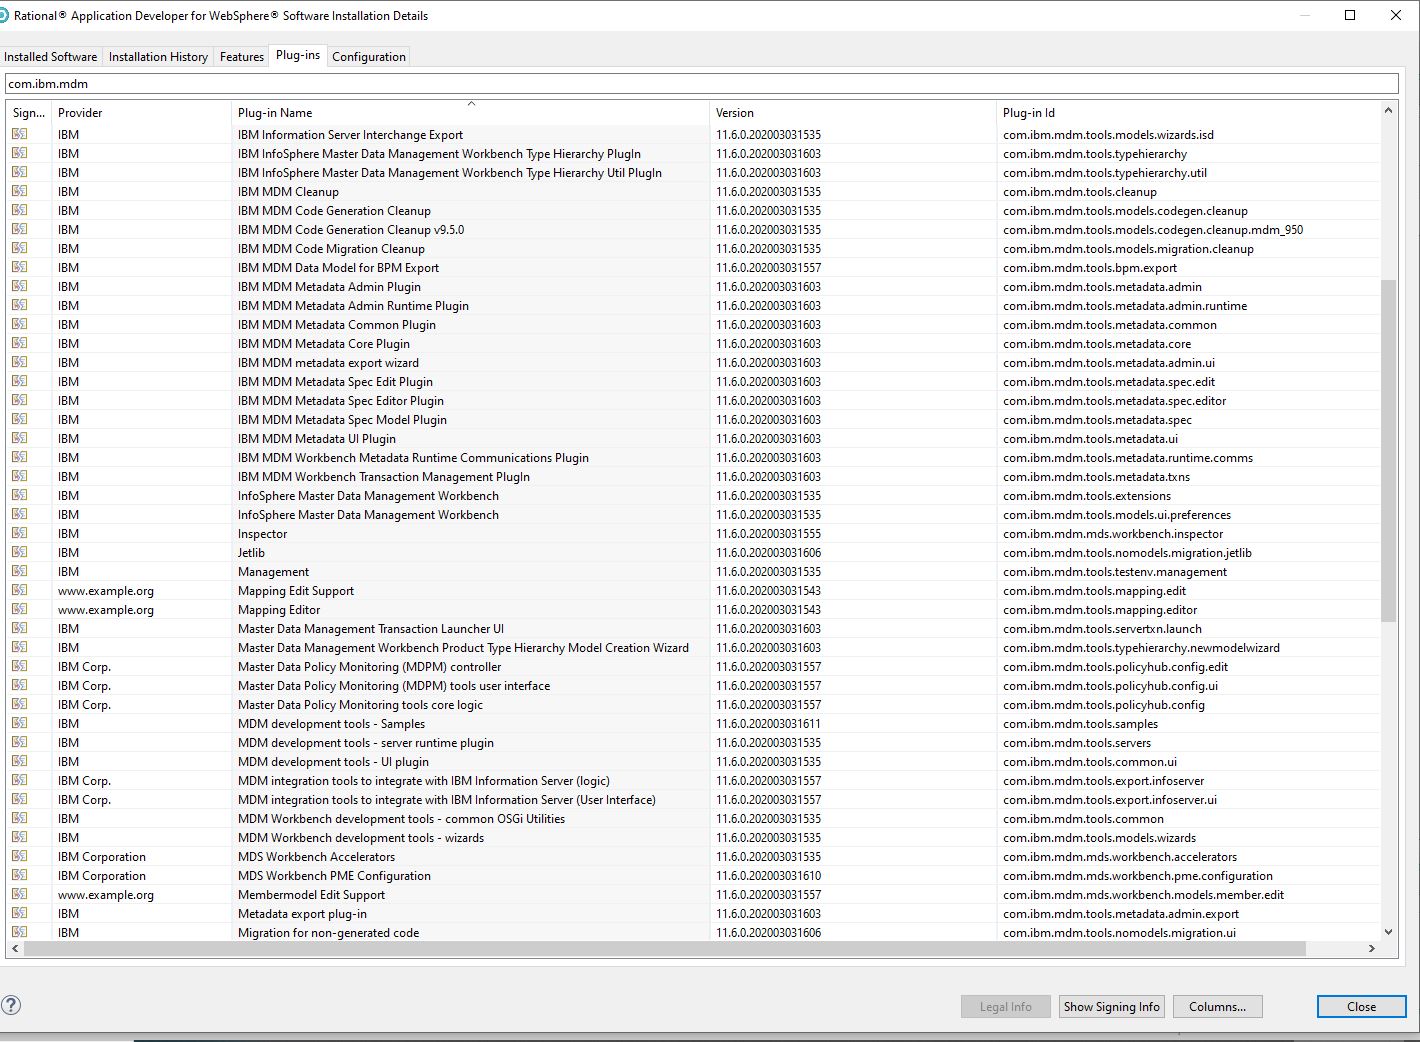 Rational® Application Developer for WebSphere® Software Installation Details
Installed Software Installation History Features Plug-ins Configuration
com.ibm.mdm
Sign... Provider Plug-in Name Version Plug-in Id
IBM IBM Information Server Interchange Export 11.6.0.202003031535 com.ibm.mdm.tools.models.wizards.isd
IBM IBM InfoSphere Master Data Management Workbench Type Hierarchy PlugIn 11.6.0.202003031603 com.ibm.mdm.tools.typehierarchy
IBM IBM InfoSphere Master Data Management Workbench Type Hierarchy Util PlugIn 11.6.0.202003031603 com.ibm.mdm.tools.typehierarchy.util
IBM IBM MDM Cleanup 11.6.0.202003031535 com.ibm.mdm.tools.cleanup
IBM IBM MDM Code Generation Cleanup 11.6.0.202003031535 com.ibm.mdm.tools.models.codegen.cleanup
IBM IBM MDM Code Generation Cleanup v9.5.0 11.6.0.202003031535 com.ibm.mdm.tools.models.codegen.cleanup.mdm_950
IBM IBM MDM Code Migration Cleanup 11.6.0.202003031535 com.ibm.mdm.tools.models.migration.cleanup
IBM IBM MDM Data Model for BPM Export 11.6.0.202003031557 com.ibm.mdm.tools.bpm.export
IBM IBM MDM Metadata Admin Plugin 11.6.0.202003031603 com.ibm.mdm.tools.metadata.admin
IBM IBM MDM Metadata Admin Runtime Plugin 11.6.0.202003031603 com.ibm.mdm.tools.metadata.admin.runtime
IBM IBM MDM Metadata Common Plugin 11.6.0.202003031603 com.ibm.mdm.tools.metadata.common
IBM IBM MDM Metadata Core Plugin 11.6.0.202003031603 com.ibm.mdm.tools.metadata.core
IBM IBM MDM metadata export wizard 11.6.0.202003031603 com.ibm.mdm.tools.metadata.admin.ui
IBM IBM MDM Metadata Spec Edit Plugin 11.6.0.202003031603 com.ibm.mdm.tools.metadata.spec.edit
IBM IBM MDM Metadata Spec Editor Plugin 11.6.0.202003031603 com.ibm.mdm.tools.metadata.spec.editor
IBM IBM MDM Metadata Spec Model Plugin 11.6.0.202003031603 com.ibm.mdm.tools.metadata.spec
IBM IBM MDM Metadata UI Plugin 11.6.0.202003031603 com.ibm.mdm.tools.metadata.ui
IBM IBM MDM Workbench Metadata Runtime Communications Plugin 11.6.0.202003031603 com.ibm.mdm.tools.metadata.runtime.comms
IBM IBM MDM Workbench Transaction Management PlugIn 11.6.0.202003031603 com.ibm.mdm.tools.metadata.txns
IBM InfoSphere Master Data Management Workbench 11.6.0.202003031535 com.ibm.mdm.tools.extensions
IBM InfoSphere Master Data Management Workbench 11.6.0.202003031535 com.ibm.mdm.tools.models.ui.preferences
IBM Inspector 11.6.0.202003031555 com.ibm.mdm.mds.workbench.inspector
IBM Jetlib 11.6.0.202003031606 com.ibm.mdm.tools.nomodels.migration.jetlib
IBM Management 11.6.0.202003031535 com.ibm.mdm.tools.testenv.management
www.example.org Mapping Edit Support 11.6.0.202003031543 com.ibm.mdm.tools.mapping.edit
www.example.org Mapping Editor 11.6.0.202003031543 com.ibm.mdm.tools.mapping.editor
IBM Master Data Management Transaction Launcher UI 11.6.0.202003031603 com.ibm.mdm.tools.servertxn.launch
IBM Master Data Management Workbench Product Type Hierarchy Model Creation Wizard 11.6.0.202003031603 com.ibm.mdm.tools.typehierarchy.newmodelwizard
IBM Corp. Master Data Policy Monitoring (MDPM) controller 11.6.0.202003031557 com.ibm.mdm.tools.policyhub.config.edit
IBM Corp. Master Data Policy Monitoring (MDPM) tools user interface 11.6.0.202003031557 com.ibm.mdm.tools.policyhub.config.ui
IBM Corp. Master Data Policy Monitoring tools core logic 11.6.0.202003031557 com.ibm.mdm.tools.policyhub.config
IBM MDM development tools - Samples 11.6.0.202003031611 com.ibm.mdm.tools.samples
IBM MDM development tools - server runtime plugin 11.6.0.202003031535 com.ibm.mdm.tools.servers
IBM MDM development tools - UI plugin 11.6.0.202003031535 com.ibm.mdm.tools.common.ui
IBM Corp. MDM integration tools to integrate with IBM Information Server (logic) 11.6.0.202003031557 com.ibm.mdm.tools.export.infoserver
IBM Corp. MDM integration tools to integrate with IBM Information Server (User Interface) 11.6.0.202003031557 com.ibm.mdm.tools.export.infoserver.ui
IBM MDM Workbench development tools - common OSGi Utilities 11.6.0.202003031535 com.ibm.mdm.tools.common
IBM MDM Workbench development tools - wizards 11.6.0.202003031535 com.ibm.mdm.tools.models.wizards
IBM Corporation MDS Workbench Accelerators 11.6.0.202003031535 com.ibm.mdm.mds.workbench.accelerators
IBM Corporation MDS Workbench PME Configuration 11.6.0.202003031610 com.ibm.mdm.mds.workbench.pme.configuration
www.example.org Membermodel Edit Support 11.6.0.202003031557 com.ibm.mdm.mds.workbench.models.member.edit
IBM Metadata export plug-in 11.6.0.202003031603 com.ibm.mdm.tools.metadata.admin.export
IBM Migration for non-generated code 11.6.0.202003031606 com.ibm.mdm.tools.nomodels.migration.ui
? Legal Info Show Signing Info Columns... Close